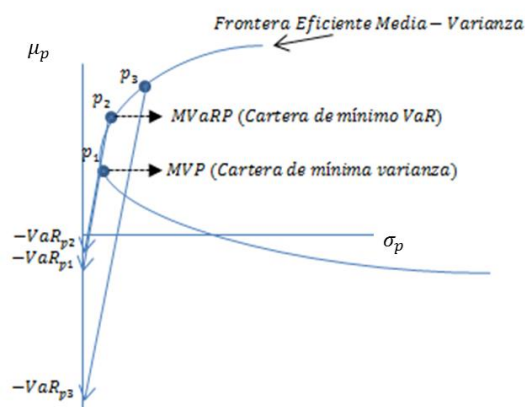 Frontera Eficiente Media − Varianza
μp
p3
p2
MVaRP (Cartera de mínimo VaR)
p1
MVP (Cartera de mínima varianza)
−VaRp2
σp
−VaRp1
−VaRp3